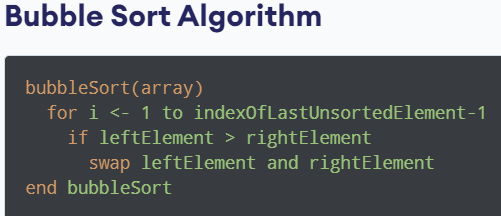 Bubble Sort Algorithm
bubbleSort(array)
for i <- 1 to indexOfLastUnsortedElement-1
if leftElement > rightElement
swap leftElement and rightElement
end bubbleSort